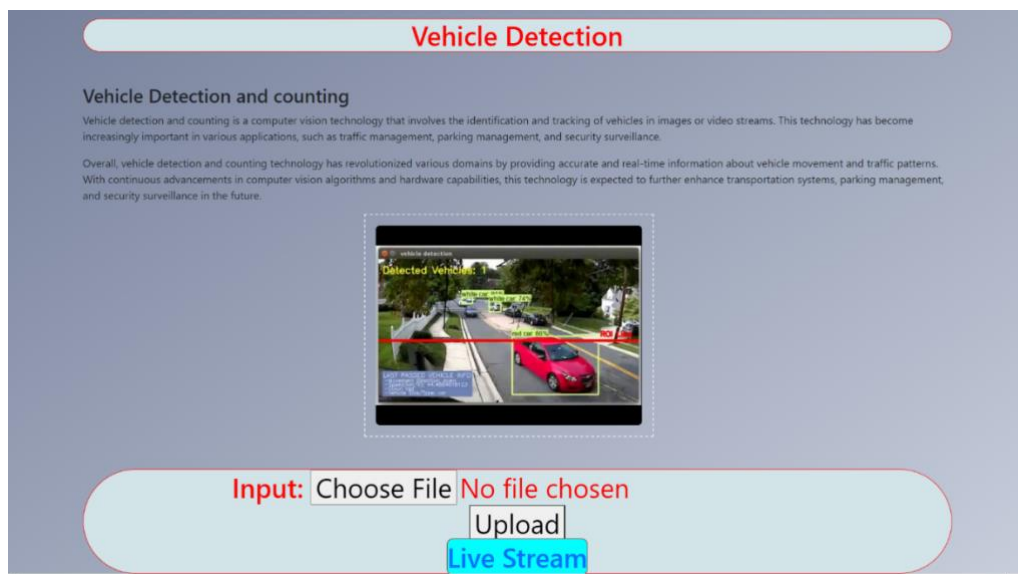 Vehicle Detection
Vehicle Detection and counting
Vehicle detection and counting is a computer vision technology that involves the identification and tracking of vehicles in images or video streams. This technology has become
increasingly important in various applications, such as traffic management, parking management, and security surveillance.
Overall, vehicle detection and counting technology has revolutionized various domains by providing accurate and real-time information about vehicle movement and traffic patterns.
With continuous advancements in computer vision algorithms and hardware capabilities, this technology is expected to further enhance transportation systems, parking management,
and security surveillance in the future.
vehicle detection
Detected Vehicles: 1
white car
white car 74%
red car
ROI
LAST PASSED VEHICLE INFO
Input: Choose File No file chosen
Upload
Live Stream